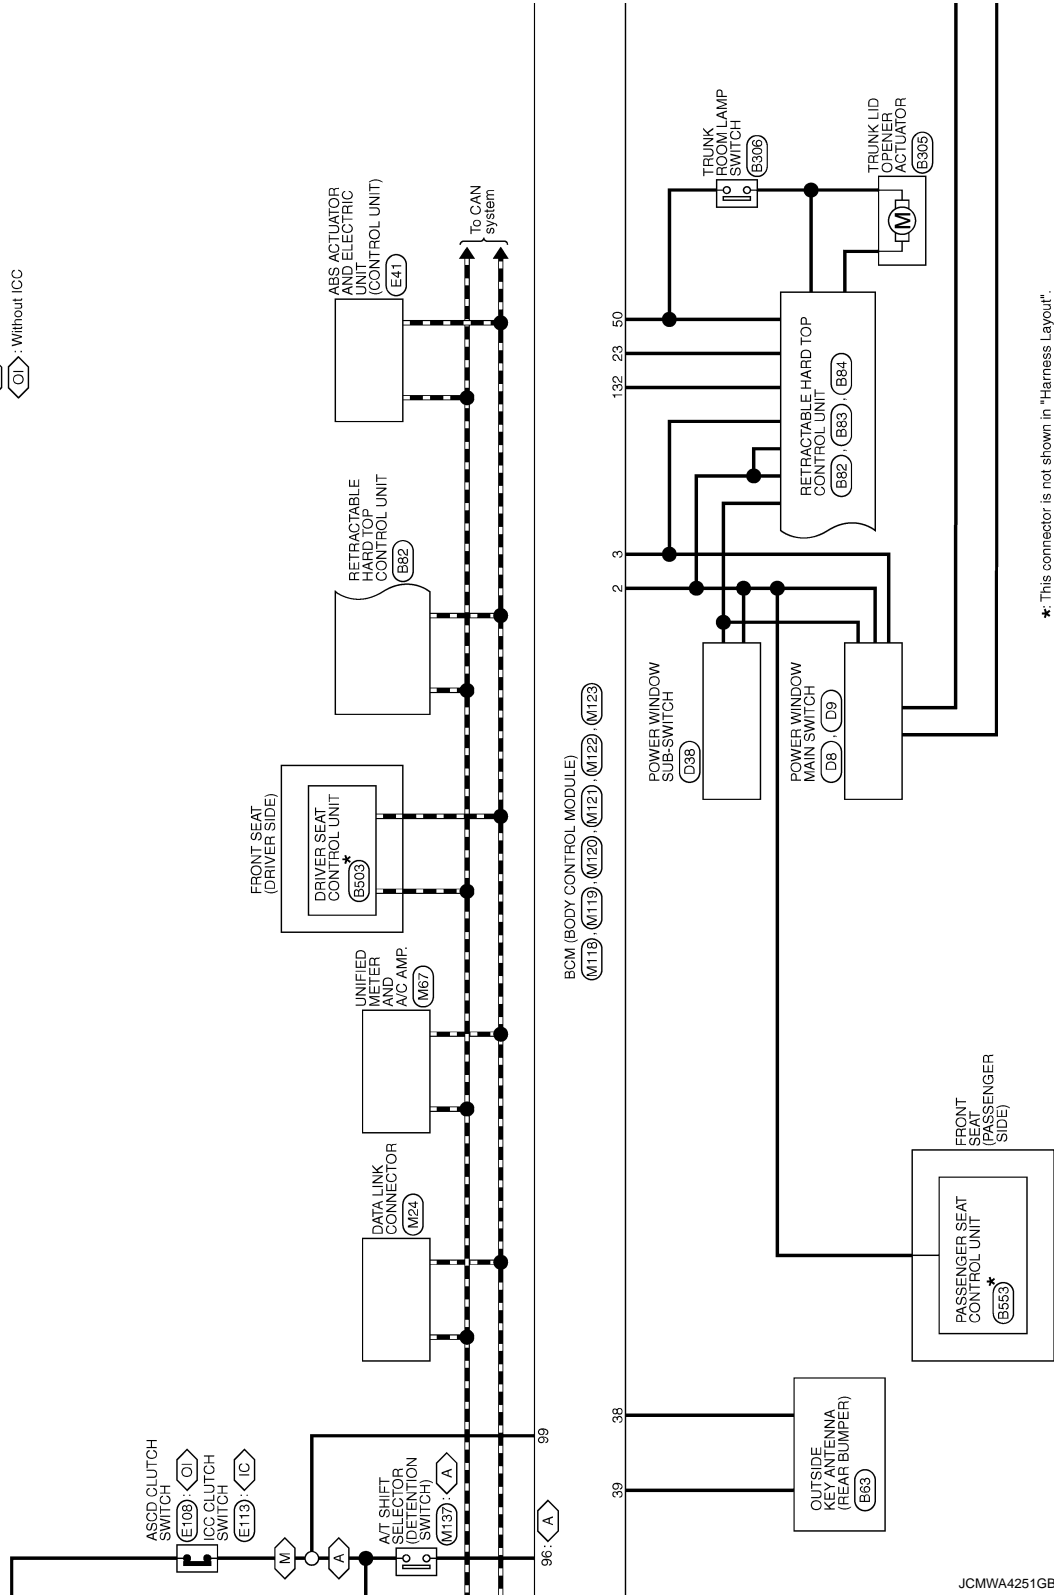 OI : Without ICC
ASCD CLUTCH
SWITCH
E108 : OI
ICC CLUTCH
SWITCH
E113 : IC
M
A
A/T SHIFT
SELECTOR
(DETENTION
SWITCH)
M137 : A
96 : A
99
DATA LINK
CONNECTOR
M24
UNIFIED
METER
AND
A/C AMP.
M67
FRONT SEAT
(DRIVER SIDE)
DRIVER SEAT
CONTROL UNIT
B503 *
RETRACTABLE
HARD TOP
CONTROL UNIT
B82
ABS ACTUATOR
AND ELECTRIC
UNIT
(CONTROL UNIT)
E41
To CAN
system
BCM (BODY CONTROL MODULE)
M118 , M119 , M120 , M121 , M122 , M123
39
38
2
3
132
23
50
OUTSIDE
KEY ANTENNA
(REAR BUMPER)
B63
FRONT
SEAT
(PASSENGER
SIDE)
PASSENGER SEAT
CONTROL UNIT
B553 *
POWER WINDOW
SUB-SWITCH
D38
POWER WINDOW
MAIN SWITCH
D8 , D9
RETRACTABLE HARD TOP
CONTROL UNIT
B82 , B83 , B84
TRUNK
ROOM LAMP
SWITCH
B306
TRUNK LID
OPENER
ACTUATOR
B305
M
*: This connector is not shown in "Harness Layout".
JCMWA4251GB